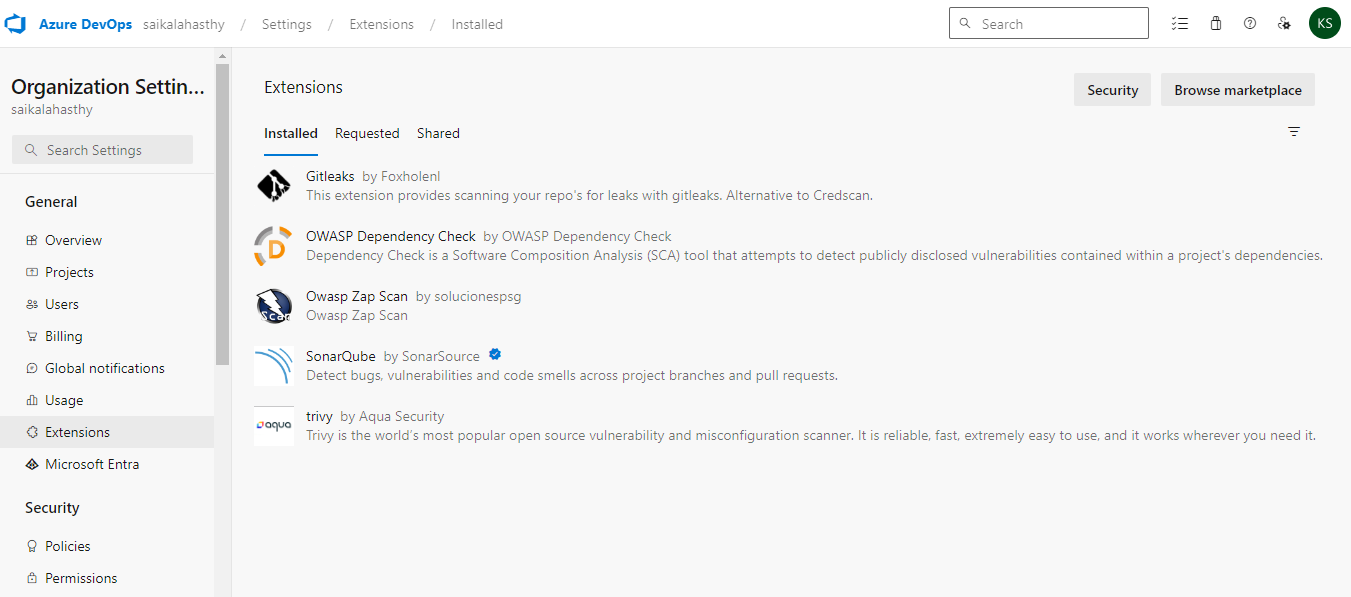 Azure DevOps saikalahasthy / Settings / Extensions / Installed
Search
KS
Organization Settin...
saikalahasthy
Search Settings
General
Overview
Projects
Users
Billing
Global notifications
Usage
Extensions
Microsoft Entra
Security
Policies
Permissions
Extensions
Security
Browse marketplace
Installed Requested Shared
Gitleaks by Foxholenl
This extension provides scanning your repo's for leaks with gitleaks. Alternative to Credscan.
D
OWASP Dependency Check by OWASP Dependency Check
Dependency Check is a Software Composition Analysis (SCA) tool that attempts to detect publicly disclosed vulnerabilities contained within a project's dependencies.
Scan
Owasp Zap Scan by solucionespsg
Owasp Zap Scan
SonarQube by SonarSource
Detect bugs, vulnerabilities and code smells across project branches and pull requests.
aqua
trivy by Aqua Security
Trivy is the world's most popular open source vulnerability and misconfiguration scanner. It is reliable, fast, extremely easy to use, and it works wherever you need it.